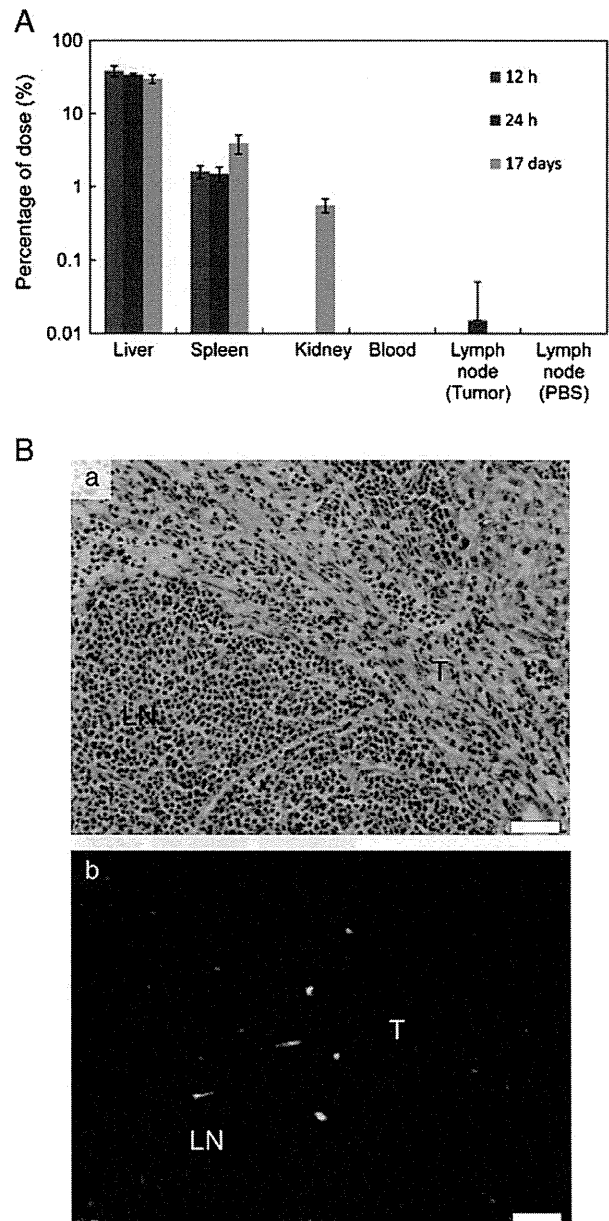 A
Percentage of dose (%)
100
10
1
0.1
0.01
12 h
24 h
17 days
Liver Spleen Kidney Blood Lymph node (Tumor) Lymph node (PBS)
B
a
LN
T
b
T
LN